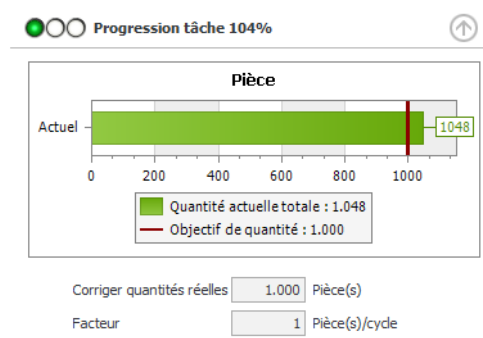 Progression tâche 104%
Pièce
Actuel
1048
0 200 400 600 800 1000
Quantité actuelle totale : 1.048
Objectif de quantité : 1.000
Corriger quantités réelles 1.000 Pièce(s)
Facteur 1 Pièce(s)/cycle